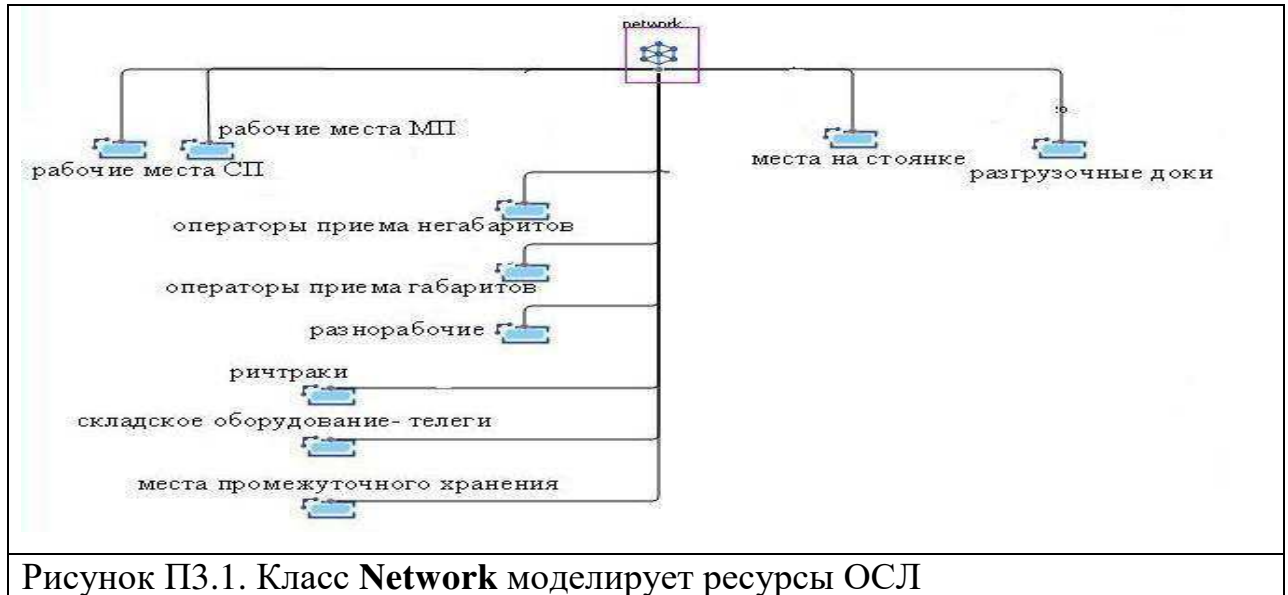 network
рабочие места МП
рабочие места СП
места на стоянке
разгрузочные доки
операторы приема негабаритов
операторы приема габаритов
разнорабочие
ричтраки
складское оборудование- телеги
места промежуточного хранения
Рисунок П3.1. Класс Network моделирует ресурсы ОСЛ